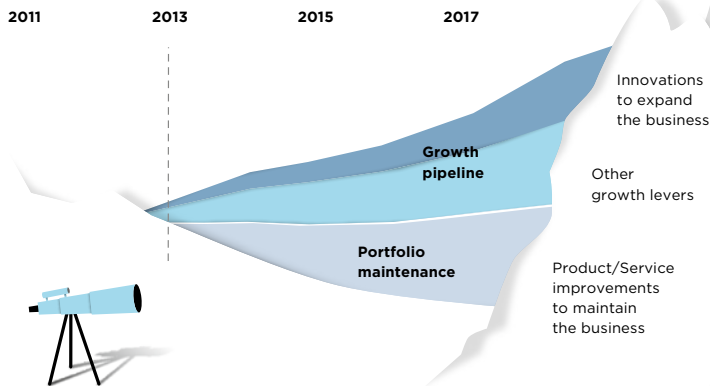 2011 2013 2015 2017
Innovations
to expand
the business
Growth
pipeline
Other
growth levers
Portfolio
maintenance
Product/Service
improvements
to maintain
the business